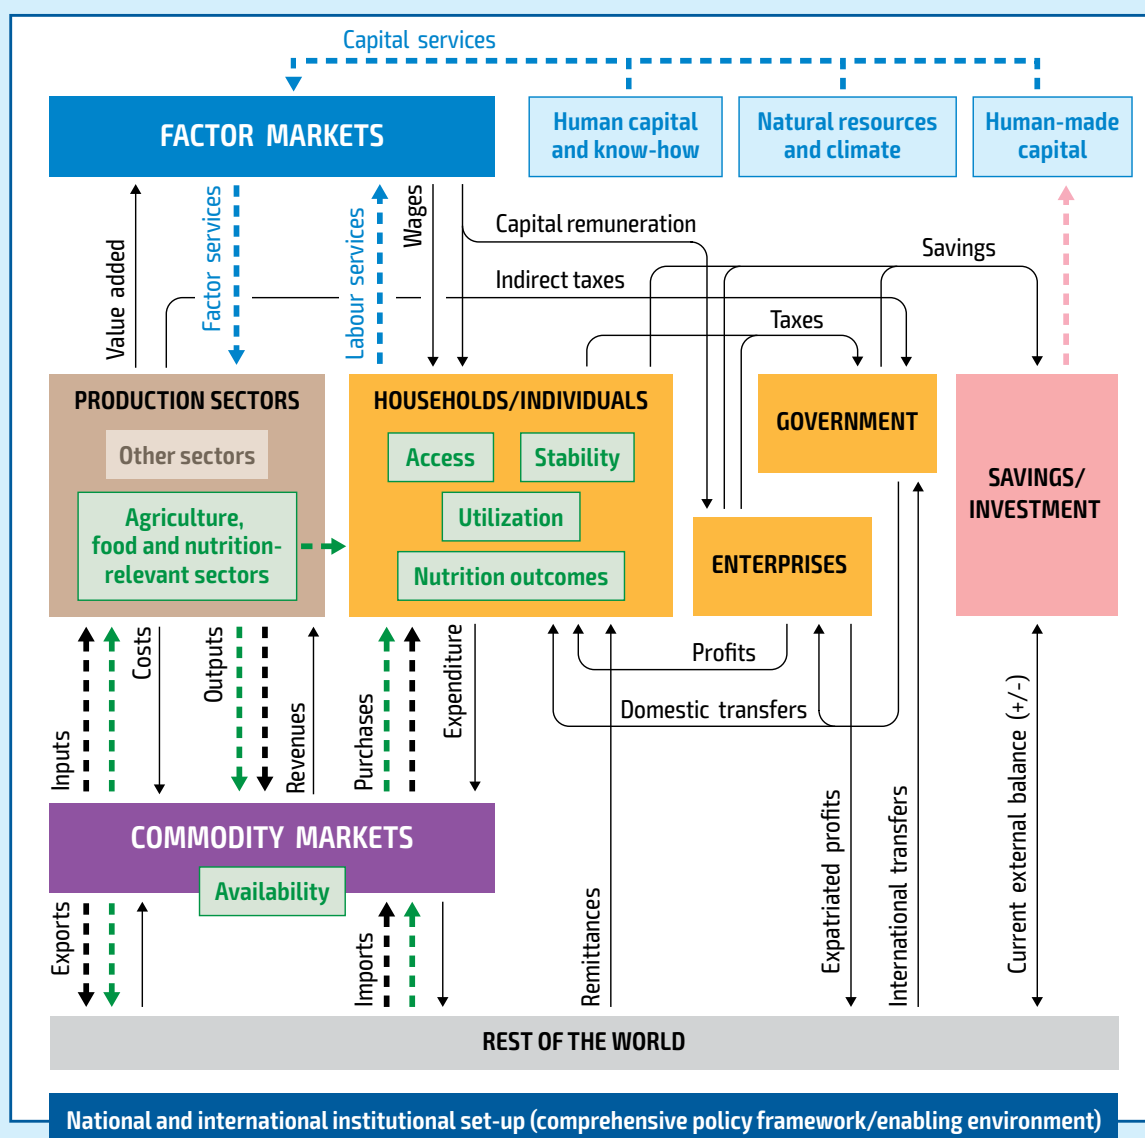 Capital services
FACTOR MARKETS
Human capital
and know-how
Natural resources
and climate
Human-made
capital
Value added
Factor services
Labour services
Wages
Capital remuneration
Savings
Indirect taxes
Taxes
PRODUCTION SECTORS
Other sectors
Agriculture,
food and nutrition-
relevant sectors
HOUSEHOLDS/INDIVIDUALS
Access
Stability
Utilization
Nutrition outcomes
GOVERNMENT
ENTERPRISES
SAVINGS/
INVESTMENT
Inputs
Costs
Outputs
Revenues
Purchases
Expenditure
Profits
Domestic transfers
COMMODITY MARKETS
Availability
Exports
Imports
Remittances
Expatriated profits
International transfers
Current external balance (+/-)
REST OF THE WORLD
National and international institutional set-up (comprehensive policy framework/enabling environment)